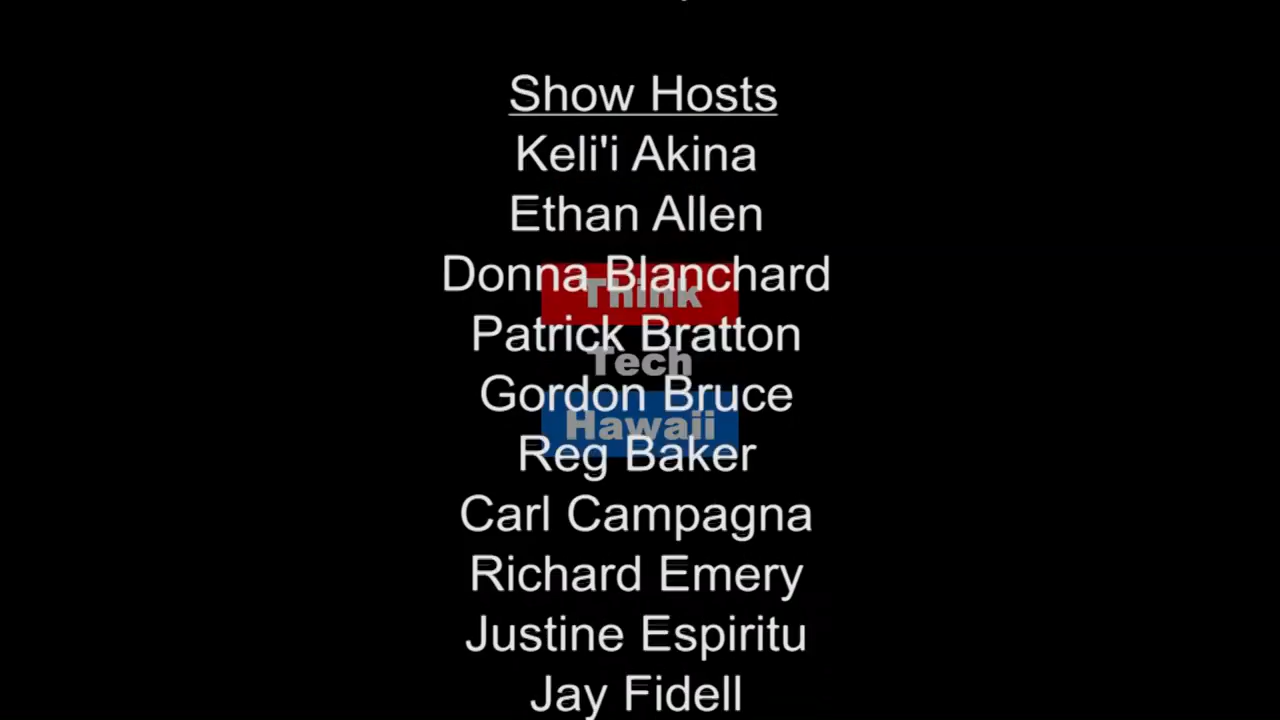 Show Hosts
Keli'i Akina
Ethan Allen
Donna Blanchard
Think
Patrick Bratton
Tech
Gordon Bruce
Hawaii
Reg Baker
Carl Campagna
Richard Emery
Justine Espiritu
Jay Fidell